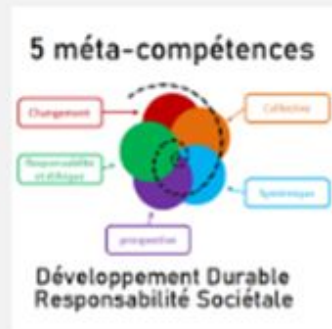 5 méta-compétences
Changement
Collective
Responsabilité
et éthique
Systémique
prospective
Développement Durable
Responsabilité Sociétale